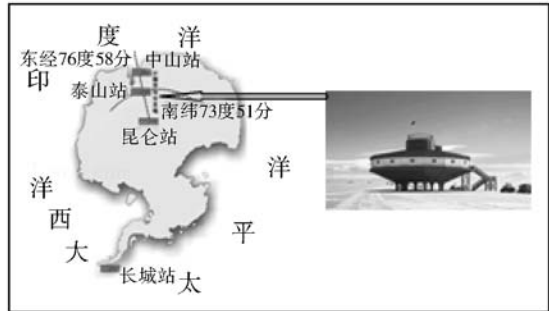 印度洋
东经76度58分
中山站
泰山站
南纬73度51分
昆仑站
大西洋
太平洋
长城站